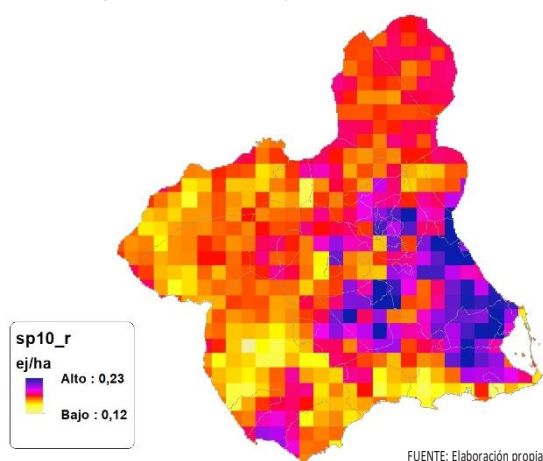 sp10_r
ej/ha
Alto : 0,23
Bajo : 0,12
FUENTE: Elaboración propia